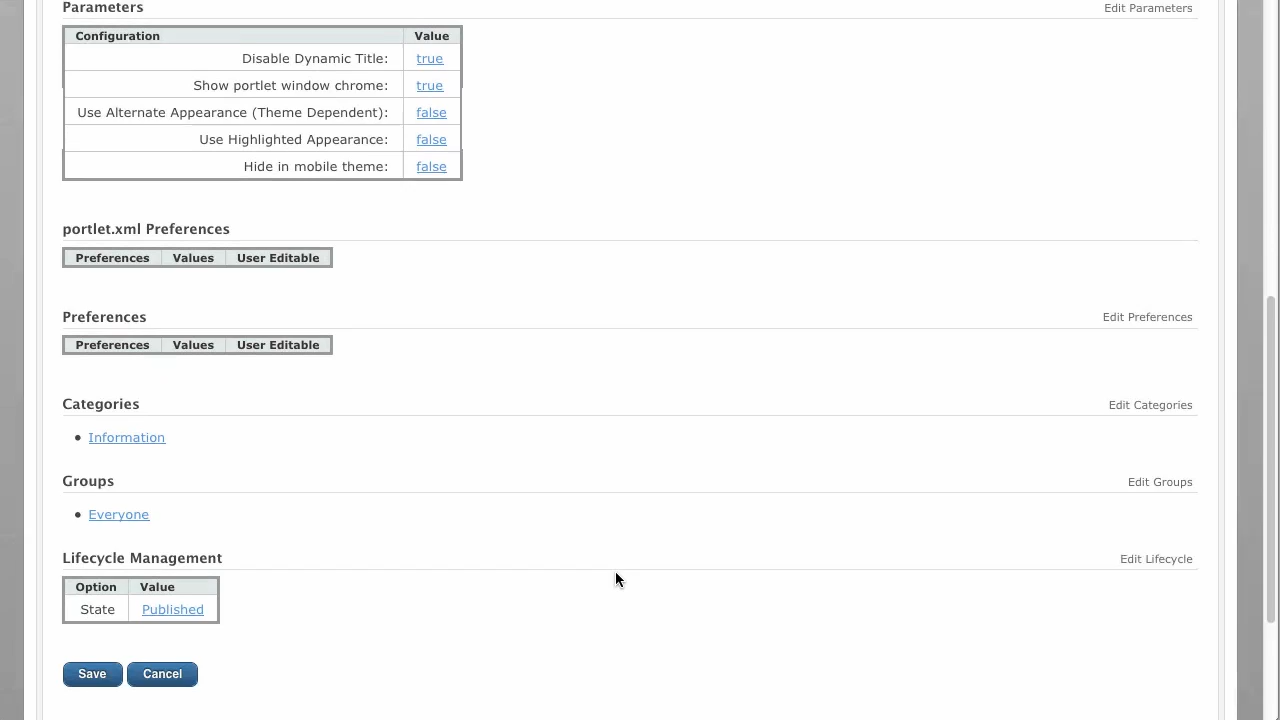 Parameters Edit Parameters
Configuration Value
Disable Dynamic Title: true
Show portlet window chrome: true
Use Alternate Appearance (Theme Dependent): false
Use Highlighted Appearance: false
Hide in mobile theme: false
portlet.xml Preferences
Preferences Values User Editable
Preferences Edit Preferences
Preferences Values User Editable
Categories Edit Categories
• Information
Groups Edit Groups
• Everyone
Lifecycle Management Edit Lifecycle
Option Value
State Published
Save Cancel